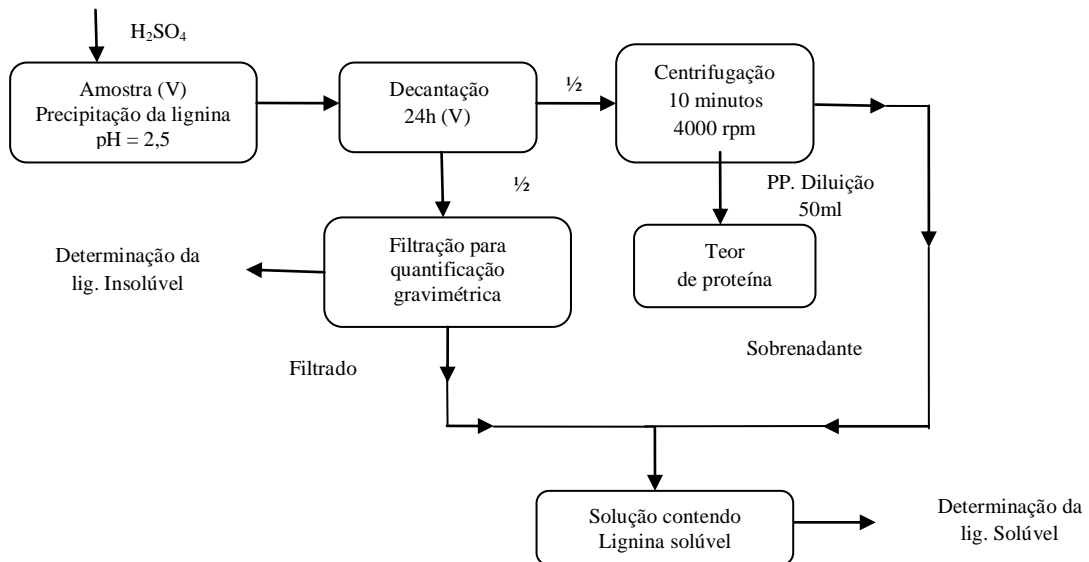 H₂SO₄
Amostra (V)
Precipitação da lignina
pH = 2,5
Decantação
24h (V)
½
Centrifugação
10 minutos
4000 rpm
½
PP. Diluição
50ml
Filtração para
quantificação
gravimétrica
Determinação da
lig. Insolúvel
Teor
de proteína
Filtrado
Sobrenadante
Solução contendo
Lignina solúvel
Determinação da
lig. Solúvel